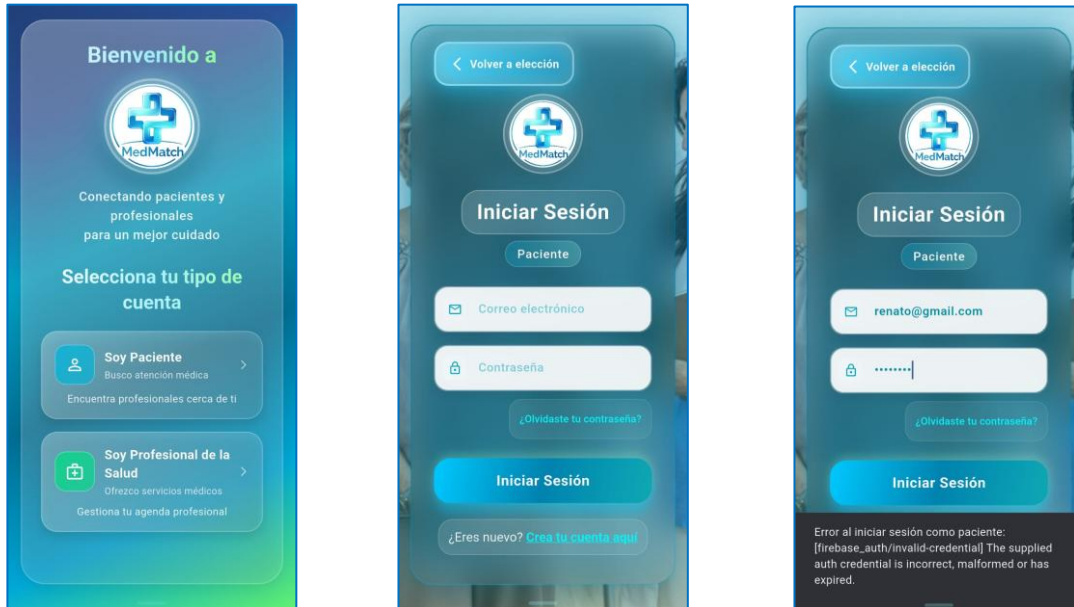 Bienvenido a
MedMatch
Conectando pacientes y
profesionales
para un mejor cuidado
Selecciona tu tipo de
cuenta
Soy Paciente
Busco atención médica
Encuentra profesionales cerca de ti
Soy Profesional de la
Salud
Ofrezco servicios médicos
Gestiona tu agenda profesional
Volver a elección
MedMatch
Iniciar Sesión
Paciente
Correo electrónico
Contraseña
¿Olvidaste tu contraseña?
Iniciar Sesión
¿Eres nuevo? Crea tu cuenta aquí
Volver a elección
MedMatch
Iniciar Sesión
Paciente
renato@gmail.com
••••••••
¿Olvidaste tu contraseña?
Iniciar Sesión
Error al iniciar sesión como paciente:
[firebase_auth/invalid-credential] The supplied
auth credential is incorrect, malformed or has
expired.